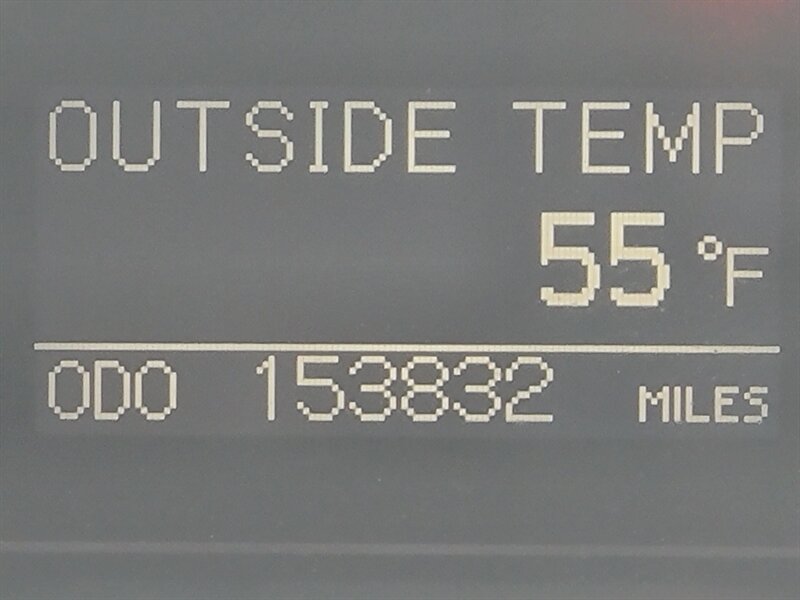 OUTSIDE TEMP
55 °F
ODO 153832 MILES